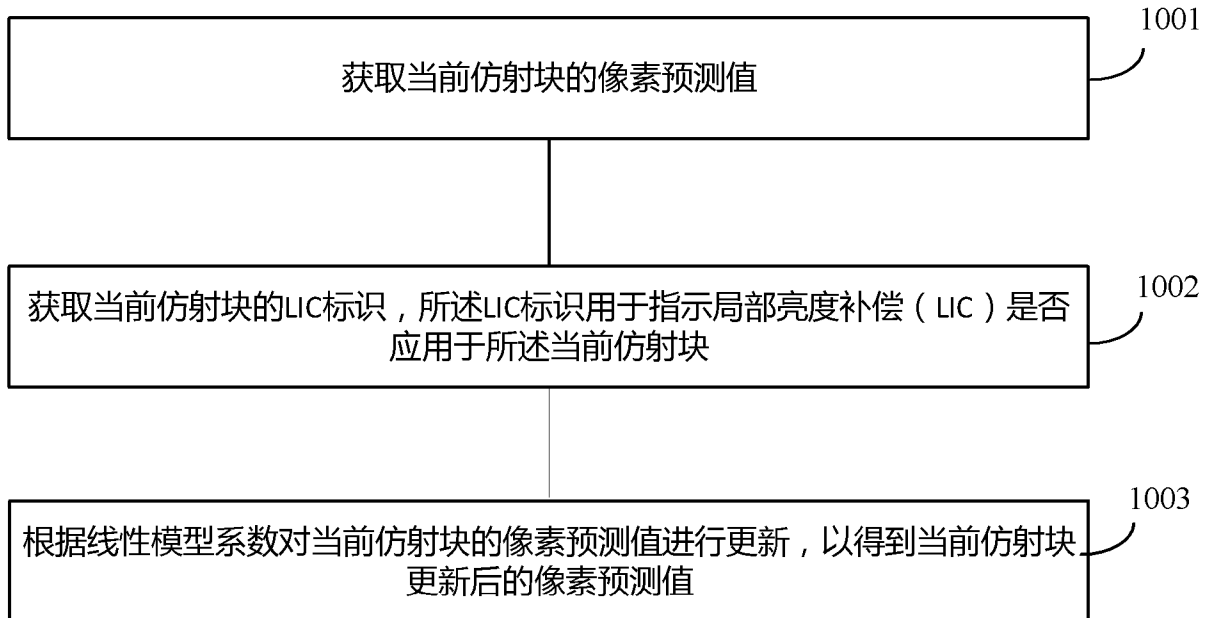 1001
获取当前仿射块的像素预测值
1002
获取当前仿射块的LIC标识，所述LIC标识用于指示局部亮度补偿（LIC）是否
应用于所述当前仿射块
1003
根据线性模型系数对当前仿射块的像素预测值进行更新，以得到当前仿射块
更新后的像素预测值